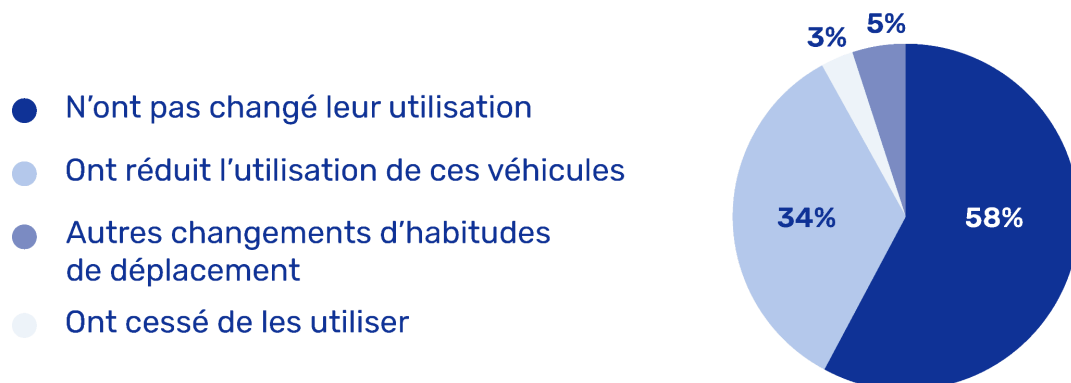 3%
5%
N’ont pas changé leur utilisation
Ont réduit l’utilisation de ces véhicules
Autres changements d’habitudes
de déplacement
Ont cessé de les utiliser
34%
58%